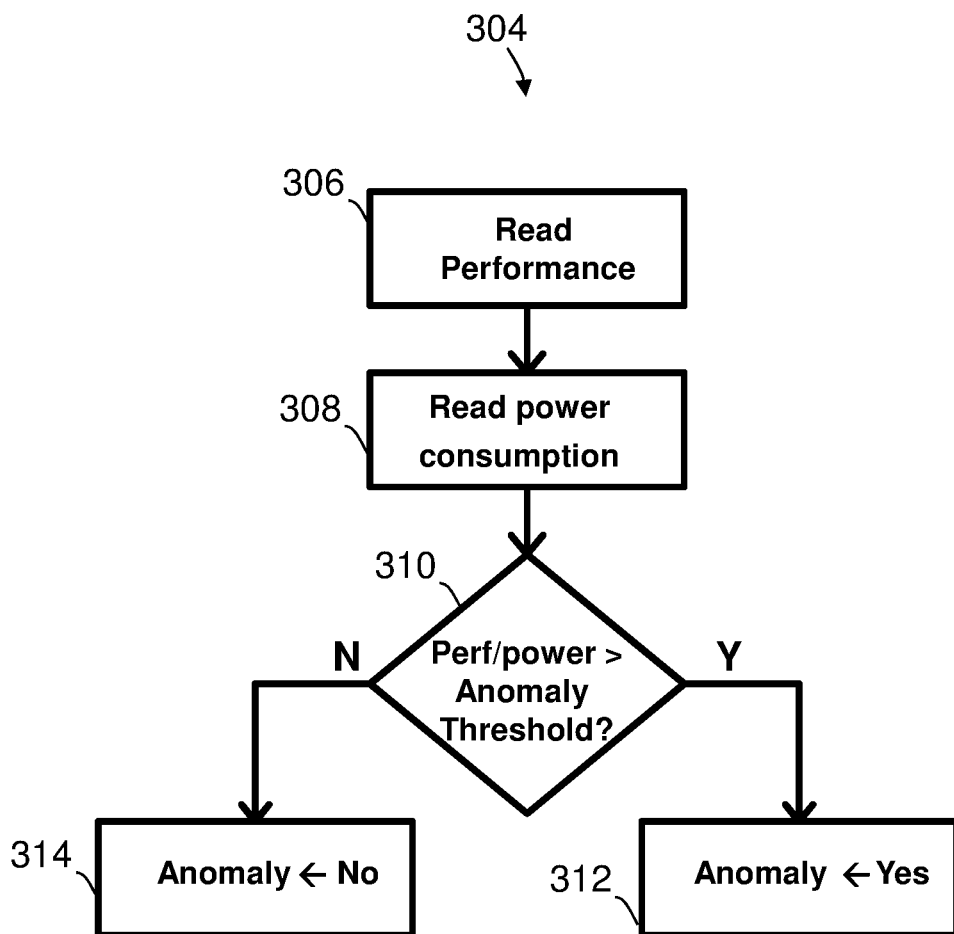 304
306
Read
Performance
308
Read power
consumption
310
N
Perf/power >
Anomaly
Threshold?
Y
314
Anomaly ← No
312
Anomaly ← Yes